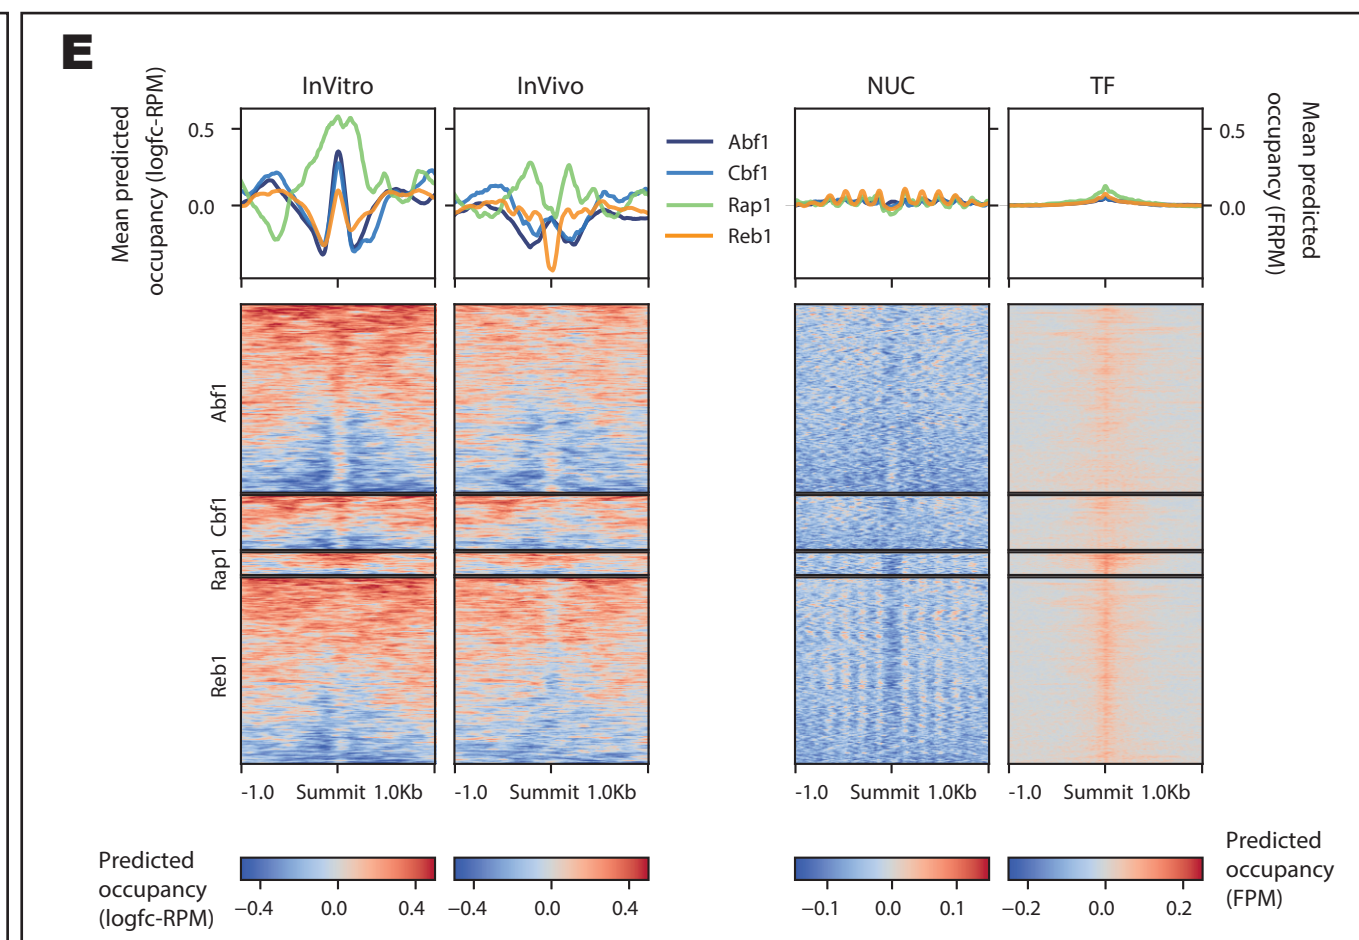 E
InVitro
InVivo
NUC
TF
Mean predicted
occupancy (logfc-RPM)
0.5
0.0
Abf1
Cbf1
Rap1
Reb1
0.5
0.0
Mean predicted
occupancy (FRPM)
Abf1
Cbf1
Rap1
Reb1
-1.0 Summit 1.0Kb
-1.0 Summit 1.0Kb
-1.0 Summit 1.0Kb
-1.0 Summit 1.0Kb
Predicted
occupancy
(logfc-RPM)
−0.4 0.0 0.4
−0.4 0.0 0.4
−0.1 0.0 0.1
−0.2 0.0 0.2
Predicted
occupancy
(FPM)